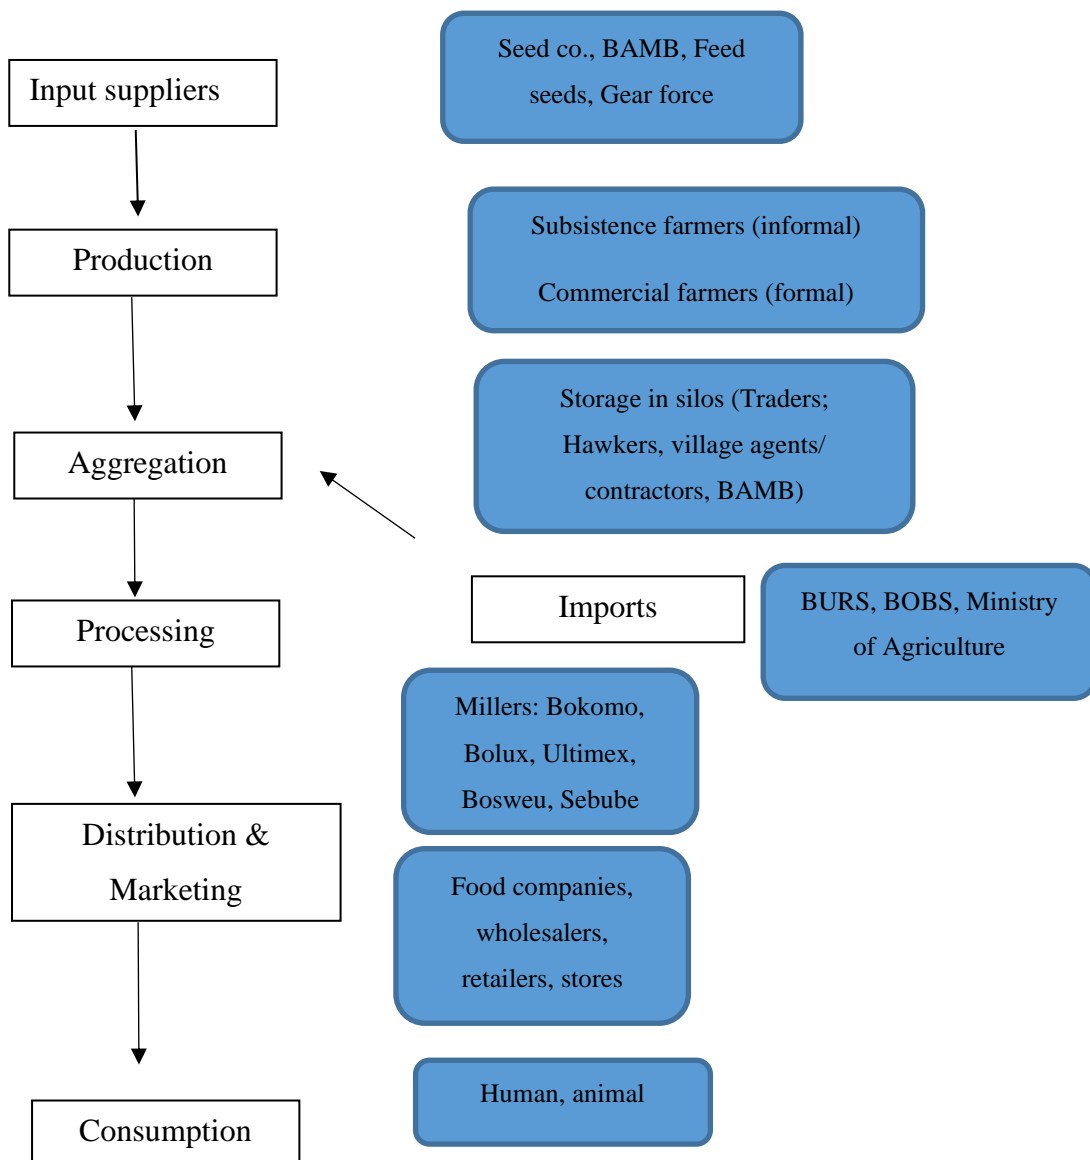 Input suppliers
Seed co., BAMB, Feed
seeds, Gear force
Production
Subsistence farmers (informal)
Commercial farmers (formal)
Aggregation
Storage in silos (Traders;
Hawkers, village agents/
contractors, BAMB)
Imports
BURS, BOBS, Ministry
of Agriculture
Processing
Millers: Bokomo,
Bolux, Ultimex,
Bosweu, Sebube
Distribution &
Marketing
Food companies,
wholesalers,
retailers, stores
Consumption
Human, animal